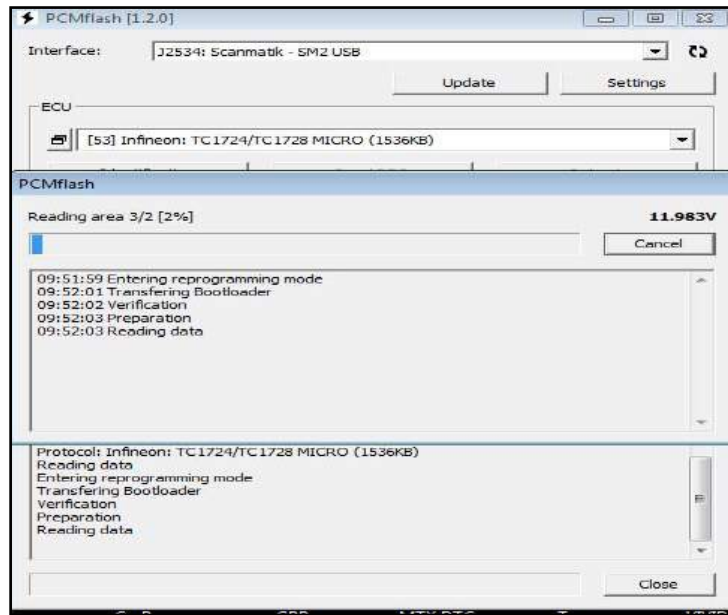 PCMflash [1.2.0]
Interface: J2534: Scanmatik - SM2 USB
Update Settings
ECU
[53] Infineon: TC1724/TC1728 MICRO (1536KB)
PCMflash
Reading area 3/2 [2%] 11.983V
Cancel
09:51:59 Entering reprogramming mode
09:52:01 Transfering Bootloader
09:52:02 Verification
09:52:03 Preparation
09:52:03 Reading data
Protocol: Infineon: TC1724/TC1728 MICRO (1536KB)
Reading data
Entering reprogramming mode
Transfering Bootloader
Verification
Preparation
Reading data
Close